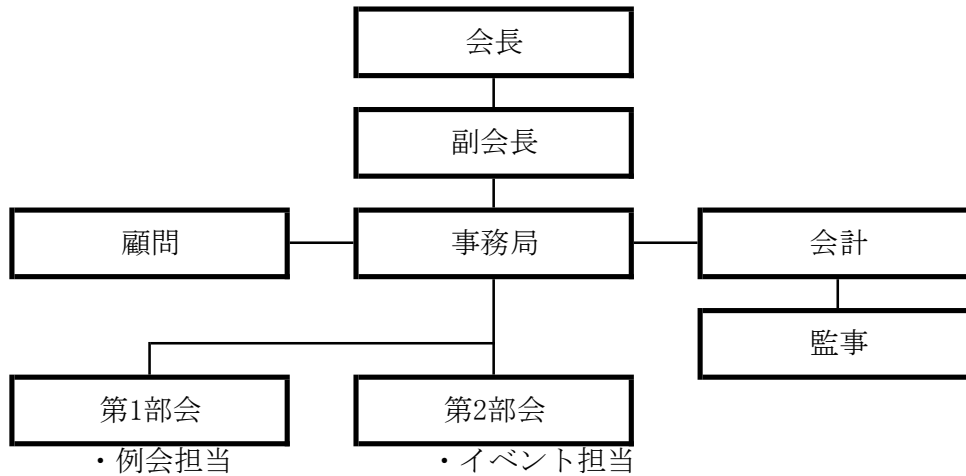 会長
副会長
顧問
事務局
会計
監事
第1部会
第2部会
・例会担当
・イベント担当